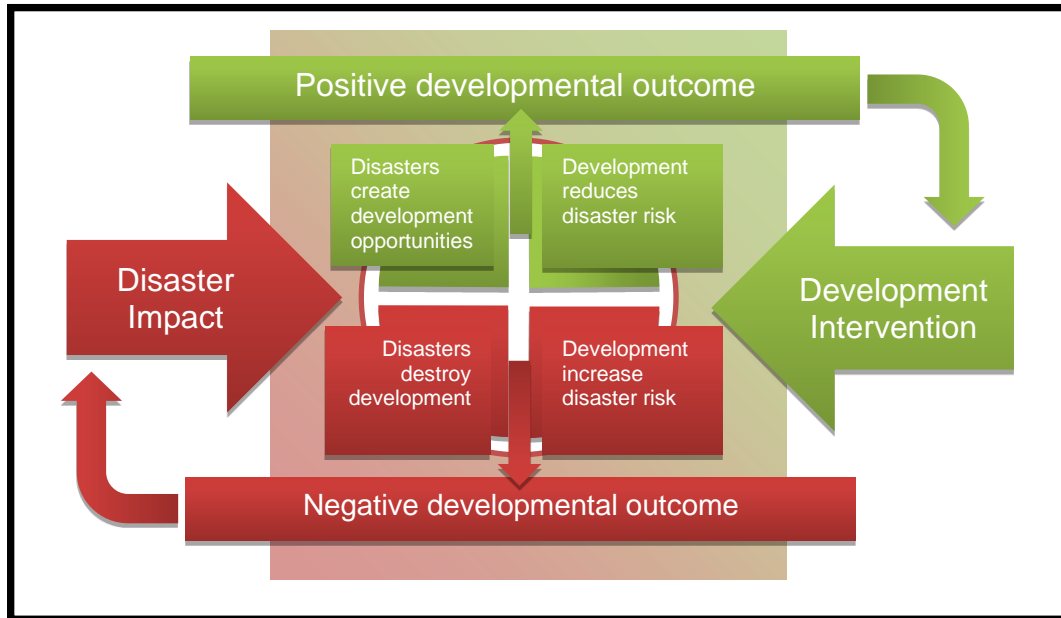 Positive developmental outcome
Disasters
create
development
opportunities
Development
reduces
disaster risk
Disaster
Impact
Development
Intervention
Disasters
destroy
development
Development
increase
disaster risk
Negative developmental outcome